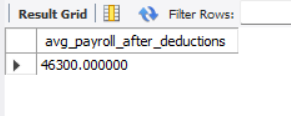 Result Grid Filter Rows:
avg_payroll_after_deductions
46300.000000